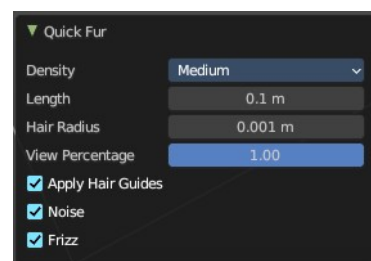 Quick Fur
Density Medium
Length 0.1 m
Hair Radius 0.001 m
View Percentage 1.00
Apply Hair Guides
Noise
Frizz